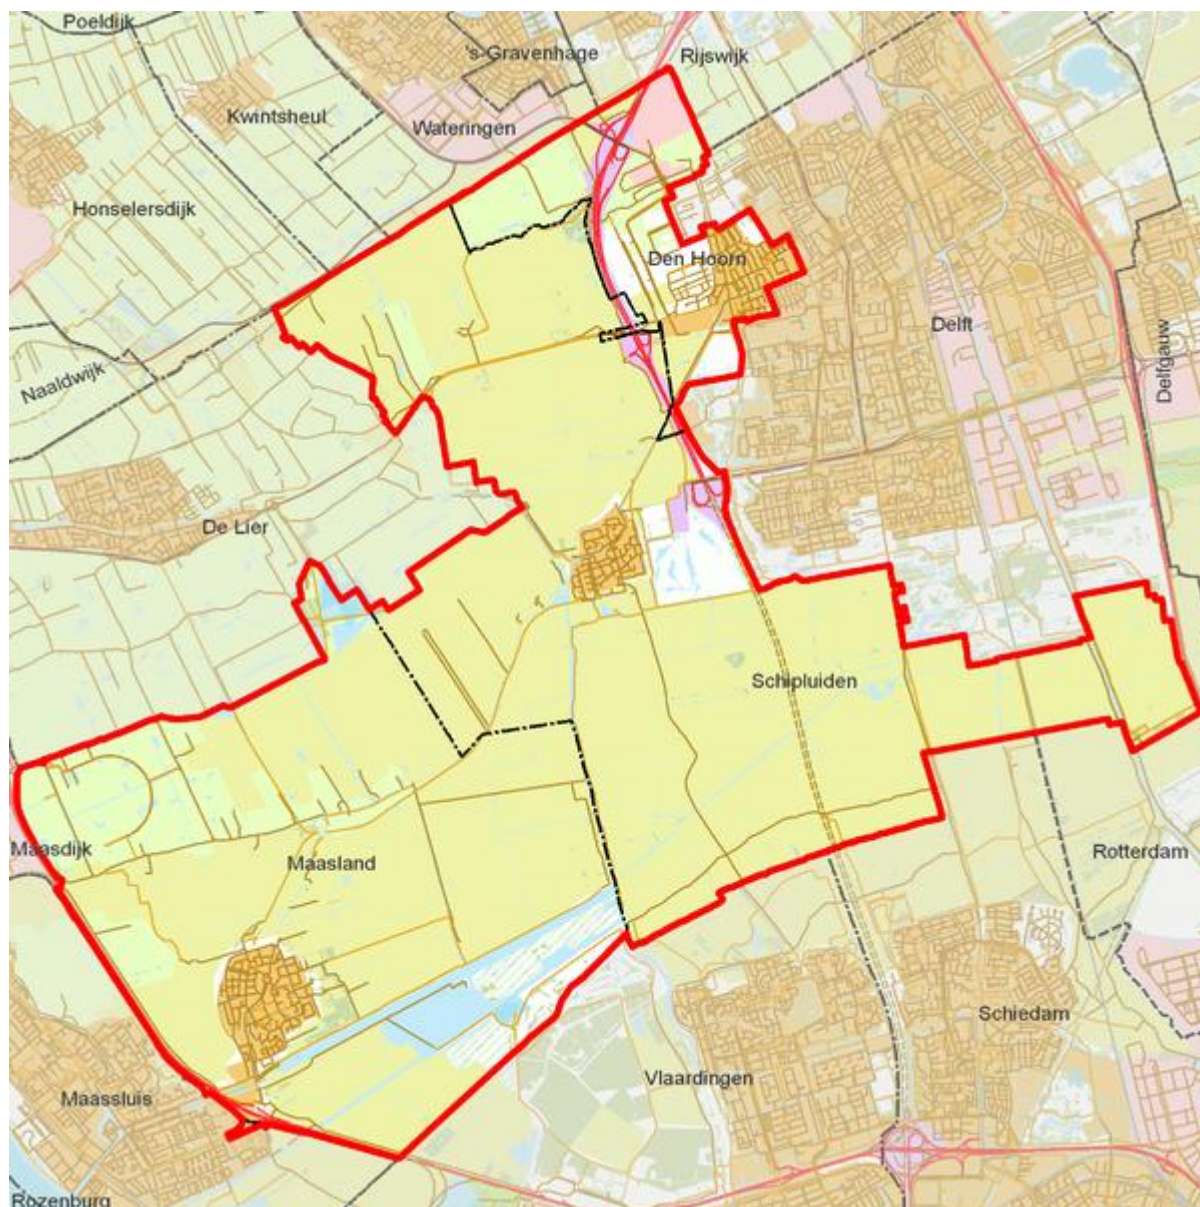 Poeldijk
's-Gravenhage
Rijswijk
Kwintsheul
Wateringen
Honselersdijk
Den Hoorn
Delft
Naaldwijk
Delfgauw
De Lier
Schipluiden
Maasdijk
Maasland
Rotterdam
Schiedam
Vlaardingen
Maassluis
Rozenburg